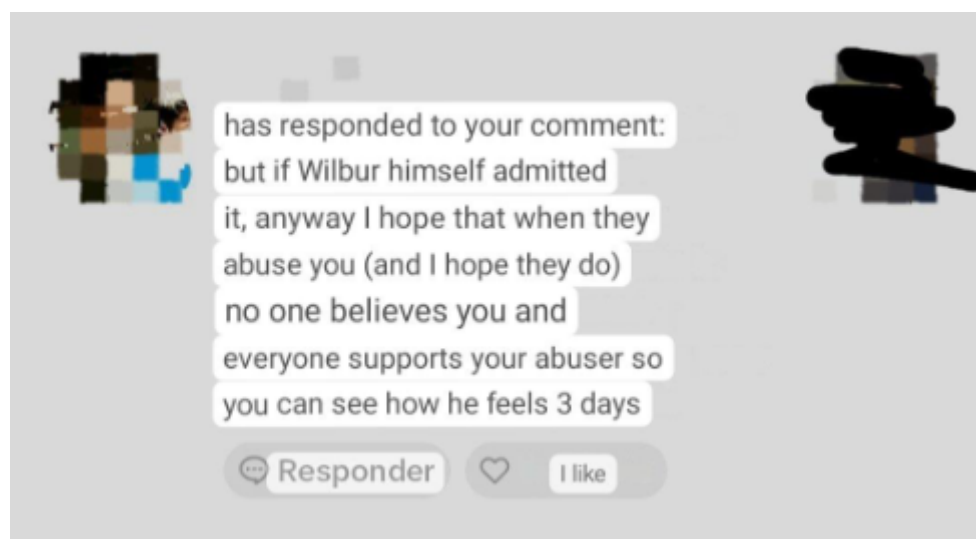 has responded to your comment:
but if Wilbur himself admitted
it, anyway I hope that when they
abuse you (and I hope they do)
no one believes you and
everyone supports your abuser so
you can see how he feels 3 days
Responder
I like